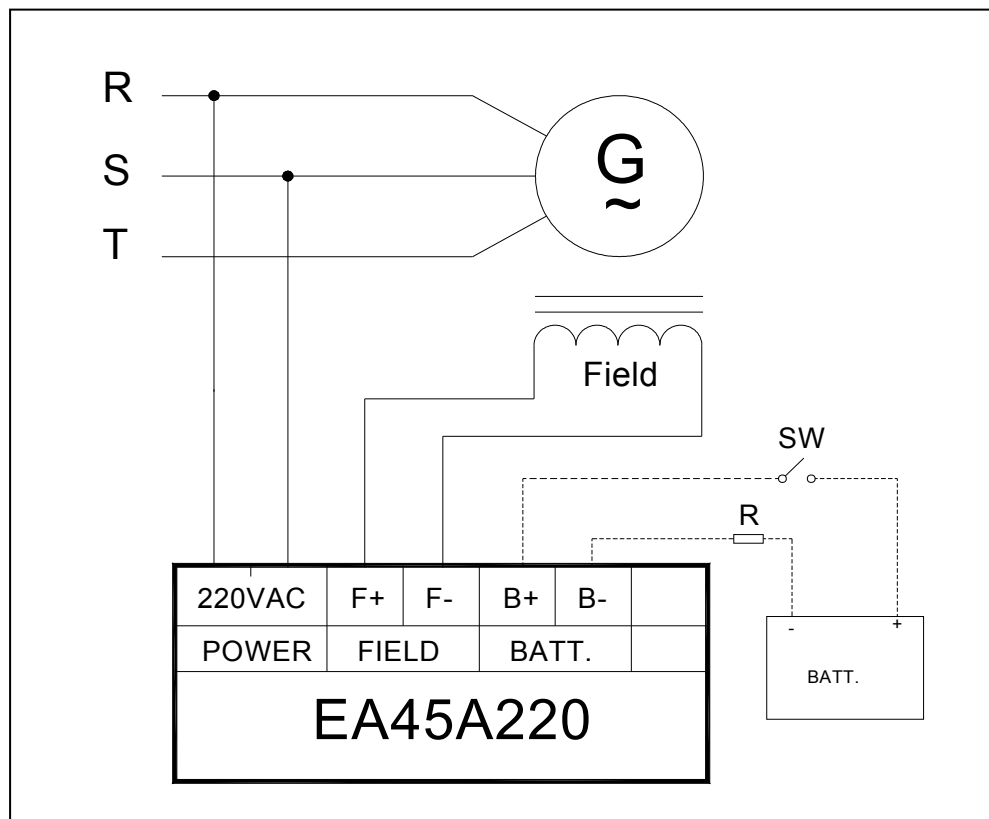 R
S
T
G
~
Field
SW
R
220VAC F+ F- B+ B-
POWER FIELD BATT.
EA45A220
- +
BATT.